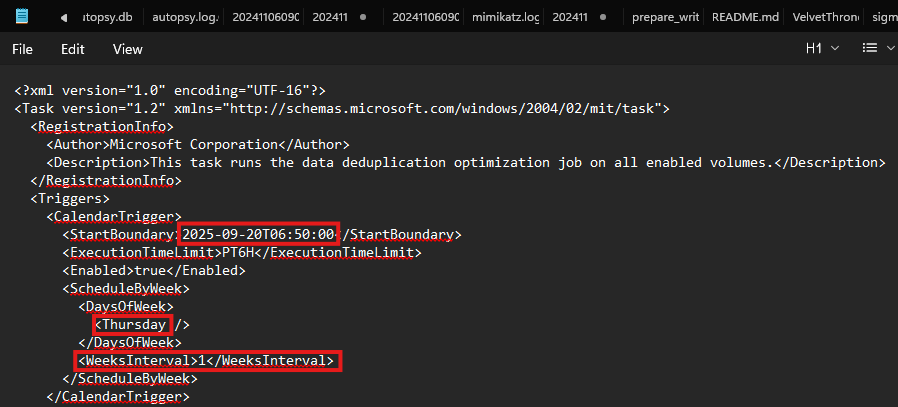 utopsy.db autopsy.log. 20241106090 202411 20241106090 mimikatz.log 202411 prepare_writ README.md VelvetThron sigm
File Edit View H1
<?xml version="1.0" encoding="UTF-16"?>
<Task version="1.2" xmlns="http://schemas.microsoft.com/windows/2004/02/mit/task">
<RegistrationInfo>
<Author>Microsoft Corporation</Author>
<Description>This task runs the data deduplication optimization job on all enabled volumes.</Description>
</RegistrationInfo>
<Triggers>
<CalendarTrigger>
<StartBoundary>2025-09-20T06:50:00</StartBoundary>
<ExecutionTimeLimit>PT6H</ExecutionTimeLimit>
<Enabled>true</Enabled>
<ScheduleByWeek>
<DaysOfWeek>
<Thursday />
</DaysOfWeek>
<WeeksInterval>1</WeeksInterval>
</ScheduleByWeek>
</CalendarTrigger>